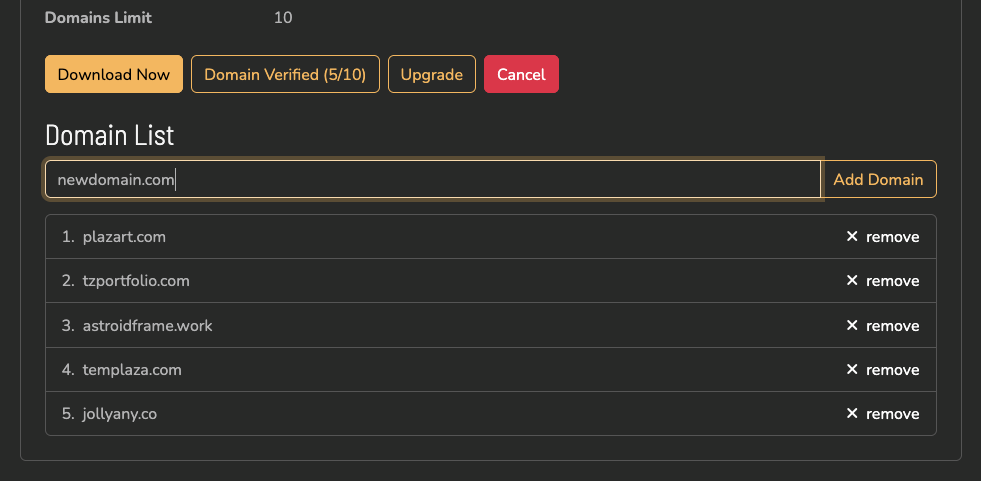 Domains Limit 10
Download Now Domain Verified (5/10) Upgrade Cancel
Domain List
newdomain.com Add Domain
1. plazart.com × remove
2. tzportfolio.com × remove
3. astroidframe.work × remove
4. templaza.com × remove
5. jollyany.co × remove